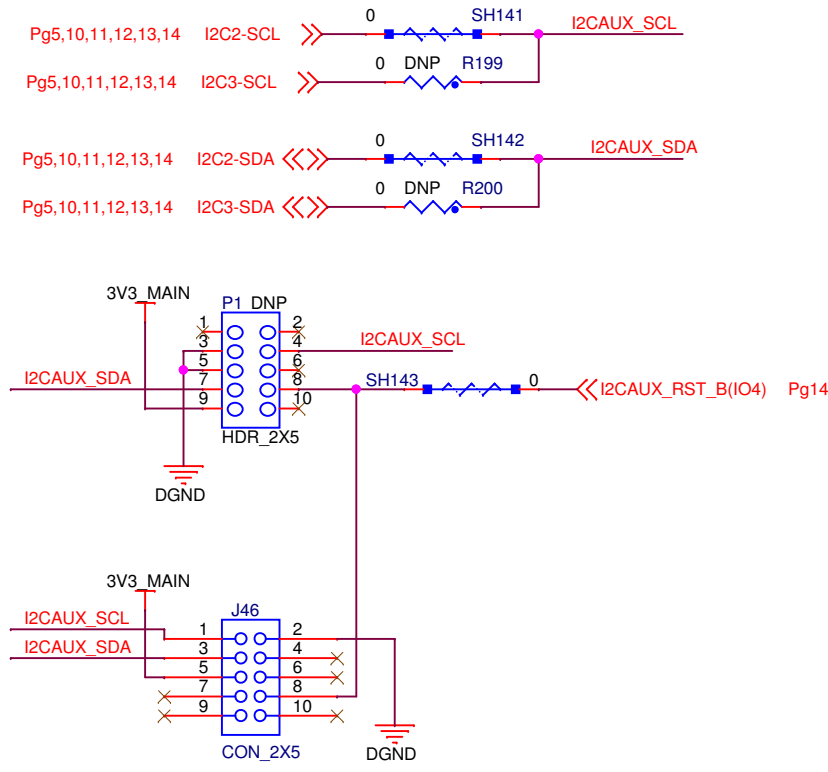 0 SH141 I2CAUX_SCL
Pg5,10,11,12,13,14 I2C2-SCL
0 DNP R199
Pg5,10,11,12,13,14 I2C3-SCL
0 SH142 I2CAUX_SDA
Pg5,10,11,12,13,14 I2C2-SDA
0 DNP R200
Pg5,10,11,12,13,14 I2C3-SDA
3V3_MAIN
P1 DNP
1 2
3 4 I2CAUX_SCL
5 6
I2CAUX_SDA 7 8 SH143 0 I2CAUX_RST_B(IO4) Pg14
9 10
HDR_2X5
DGND
3V3_MAIN
J46
I2CAUX_SCL 1 2
I2CAUX_SDA 3 4
5 6
7 8
9 10
CON_2X5
DGND